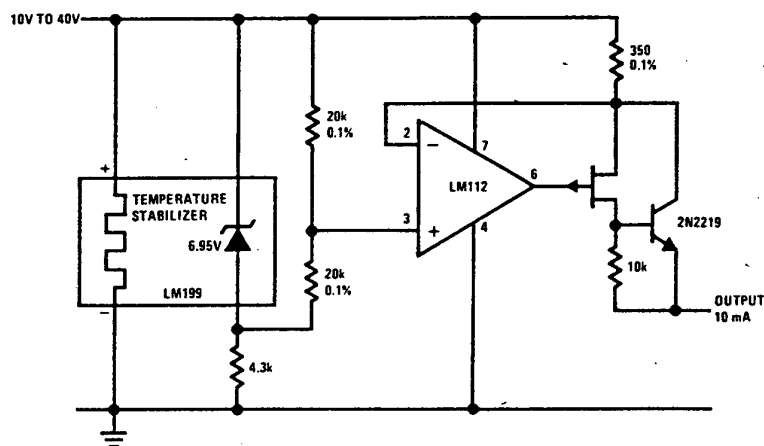 10V TO 40V
350
0.1%
20k
0.1%
2
7
+
−
LM112
6
TEMPERATURE
STABILIZER
3
+
4
2N2219
6.95V
20k
0.1%
10k
LM199
−
OUTPUT
10 mA
4.3k